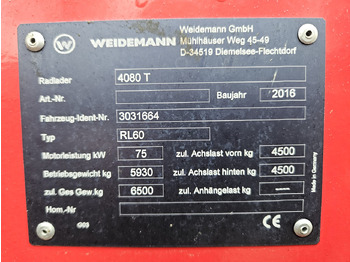 WEIDEMANN
Weidemann GmbH
Mühlhäuser Weg 45-49
D-34519 Diemelsee-Flechtdorf
Radlader 4080 T
Art.-Nr. Baujahr 2016
Fahrzeug-Ident-Nr. 3031664
Typ RL60
Motorleistung kW 75 zul. Achslast vorn kg 4500
Betriebsgewicht kg 5930 zul. Achslast hinten kg 4500
zul. Ges Gew.kg 6500 zul. Anhängelast kg -----
Hom.-Nr
G03
CE
Made in Germany